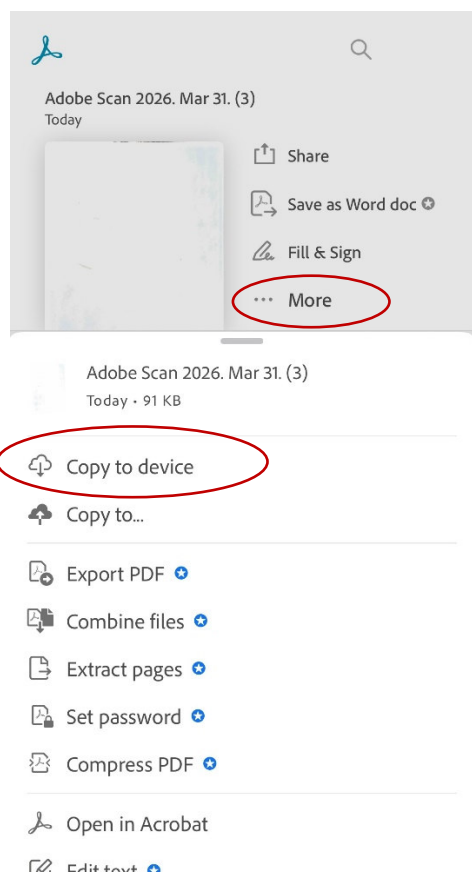 Adobe Scan 2026. Mar 31. (3)
Today
Share
Save as Word doc
Fill & Sign
More
Adobe Scan 2026. Mar 31. (3)
Today • 91 KB
Copy to device
Copy to...
Export PDF
Combine files
Extract pages
Set password
Compress PDF
Open in Acrobat
Edit text